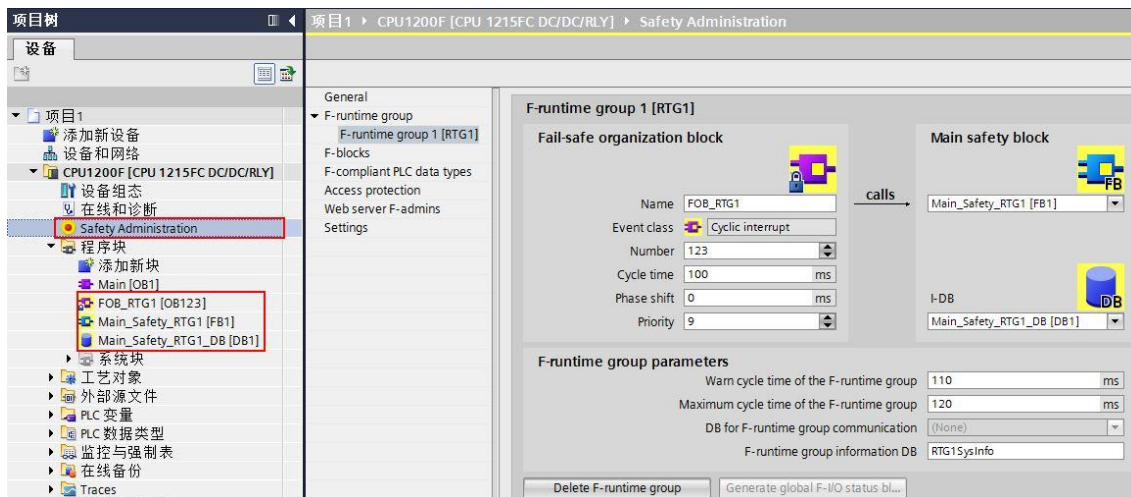 项目树
项目1 ▸ CPU1200F [CPU 1215FC DC/DC/RLY] ▸ Safety Administration
设备
项目1
添加新设备
设备和网络
CPU1200F [CPU 1215FC DC/DC/RLY]
设备组态
在线和诊断
Safety Administration
程序块
添加新块
Main [OB1]
FOB_RTG1 [OB123]
Main_Safety_RTG1 [FB1]
Main_Safety_RTG1_DB [DB1]
系统块
工艺对象
外部源文件
PLC 变量
PLC 数据类型
监控与强制表
在线备份
Traces
General
F-runtime group
F-runtime group 1 [RTG1]
F-blocks
F-compliant PLC data types
Access protection
Web server F-admins
Settings
F-runtime group 1 [RTG1]
Fail-safe organization block
Name FOB_RTG1
Event class Cyclic interrupt
Number 123
Cycle time 100 ms
Phase shift 0 ms
Priority 9
calls
Main safety block
FB
Main_Safety_RTG1 [FB1]
DB
I-DB
Main_Safety_RTG1_DB [DB1]
F-runtime group parameters
Warn cycle time of the F-runtime group 110 ms
Maximum cycle time of the F-runtime group 120 ms
DB for F-runtime group communication (None)
F-runtime group information DB RTG1SysInfo
Delete F-runtime group
Generate global F-I/O status bl...